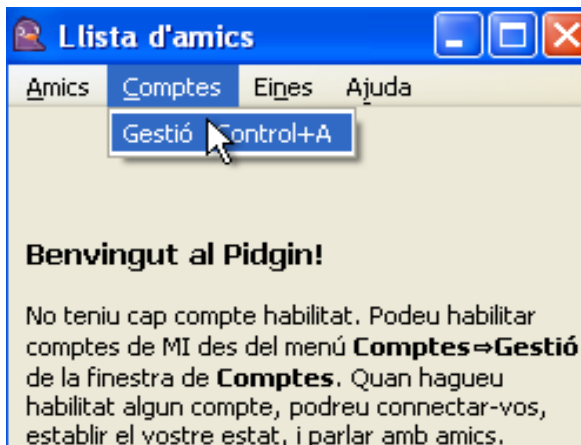 Llista d'amics
Amics Comptes Eines Ajuda
Gestió Control+A
Benvingut al Pidgin!
No teniu cap compte habilitat. Podeu habilitar
comptes de MI des del menú Comptes⇨Gestió
de la finestra de Comptes. Quan hagueu
habilitat algun compte, podreu connectar-vos,
establir el vostre estat, i parlar amb amics.